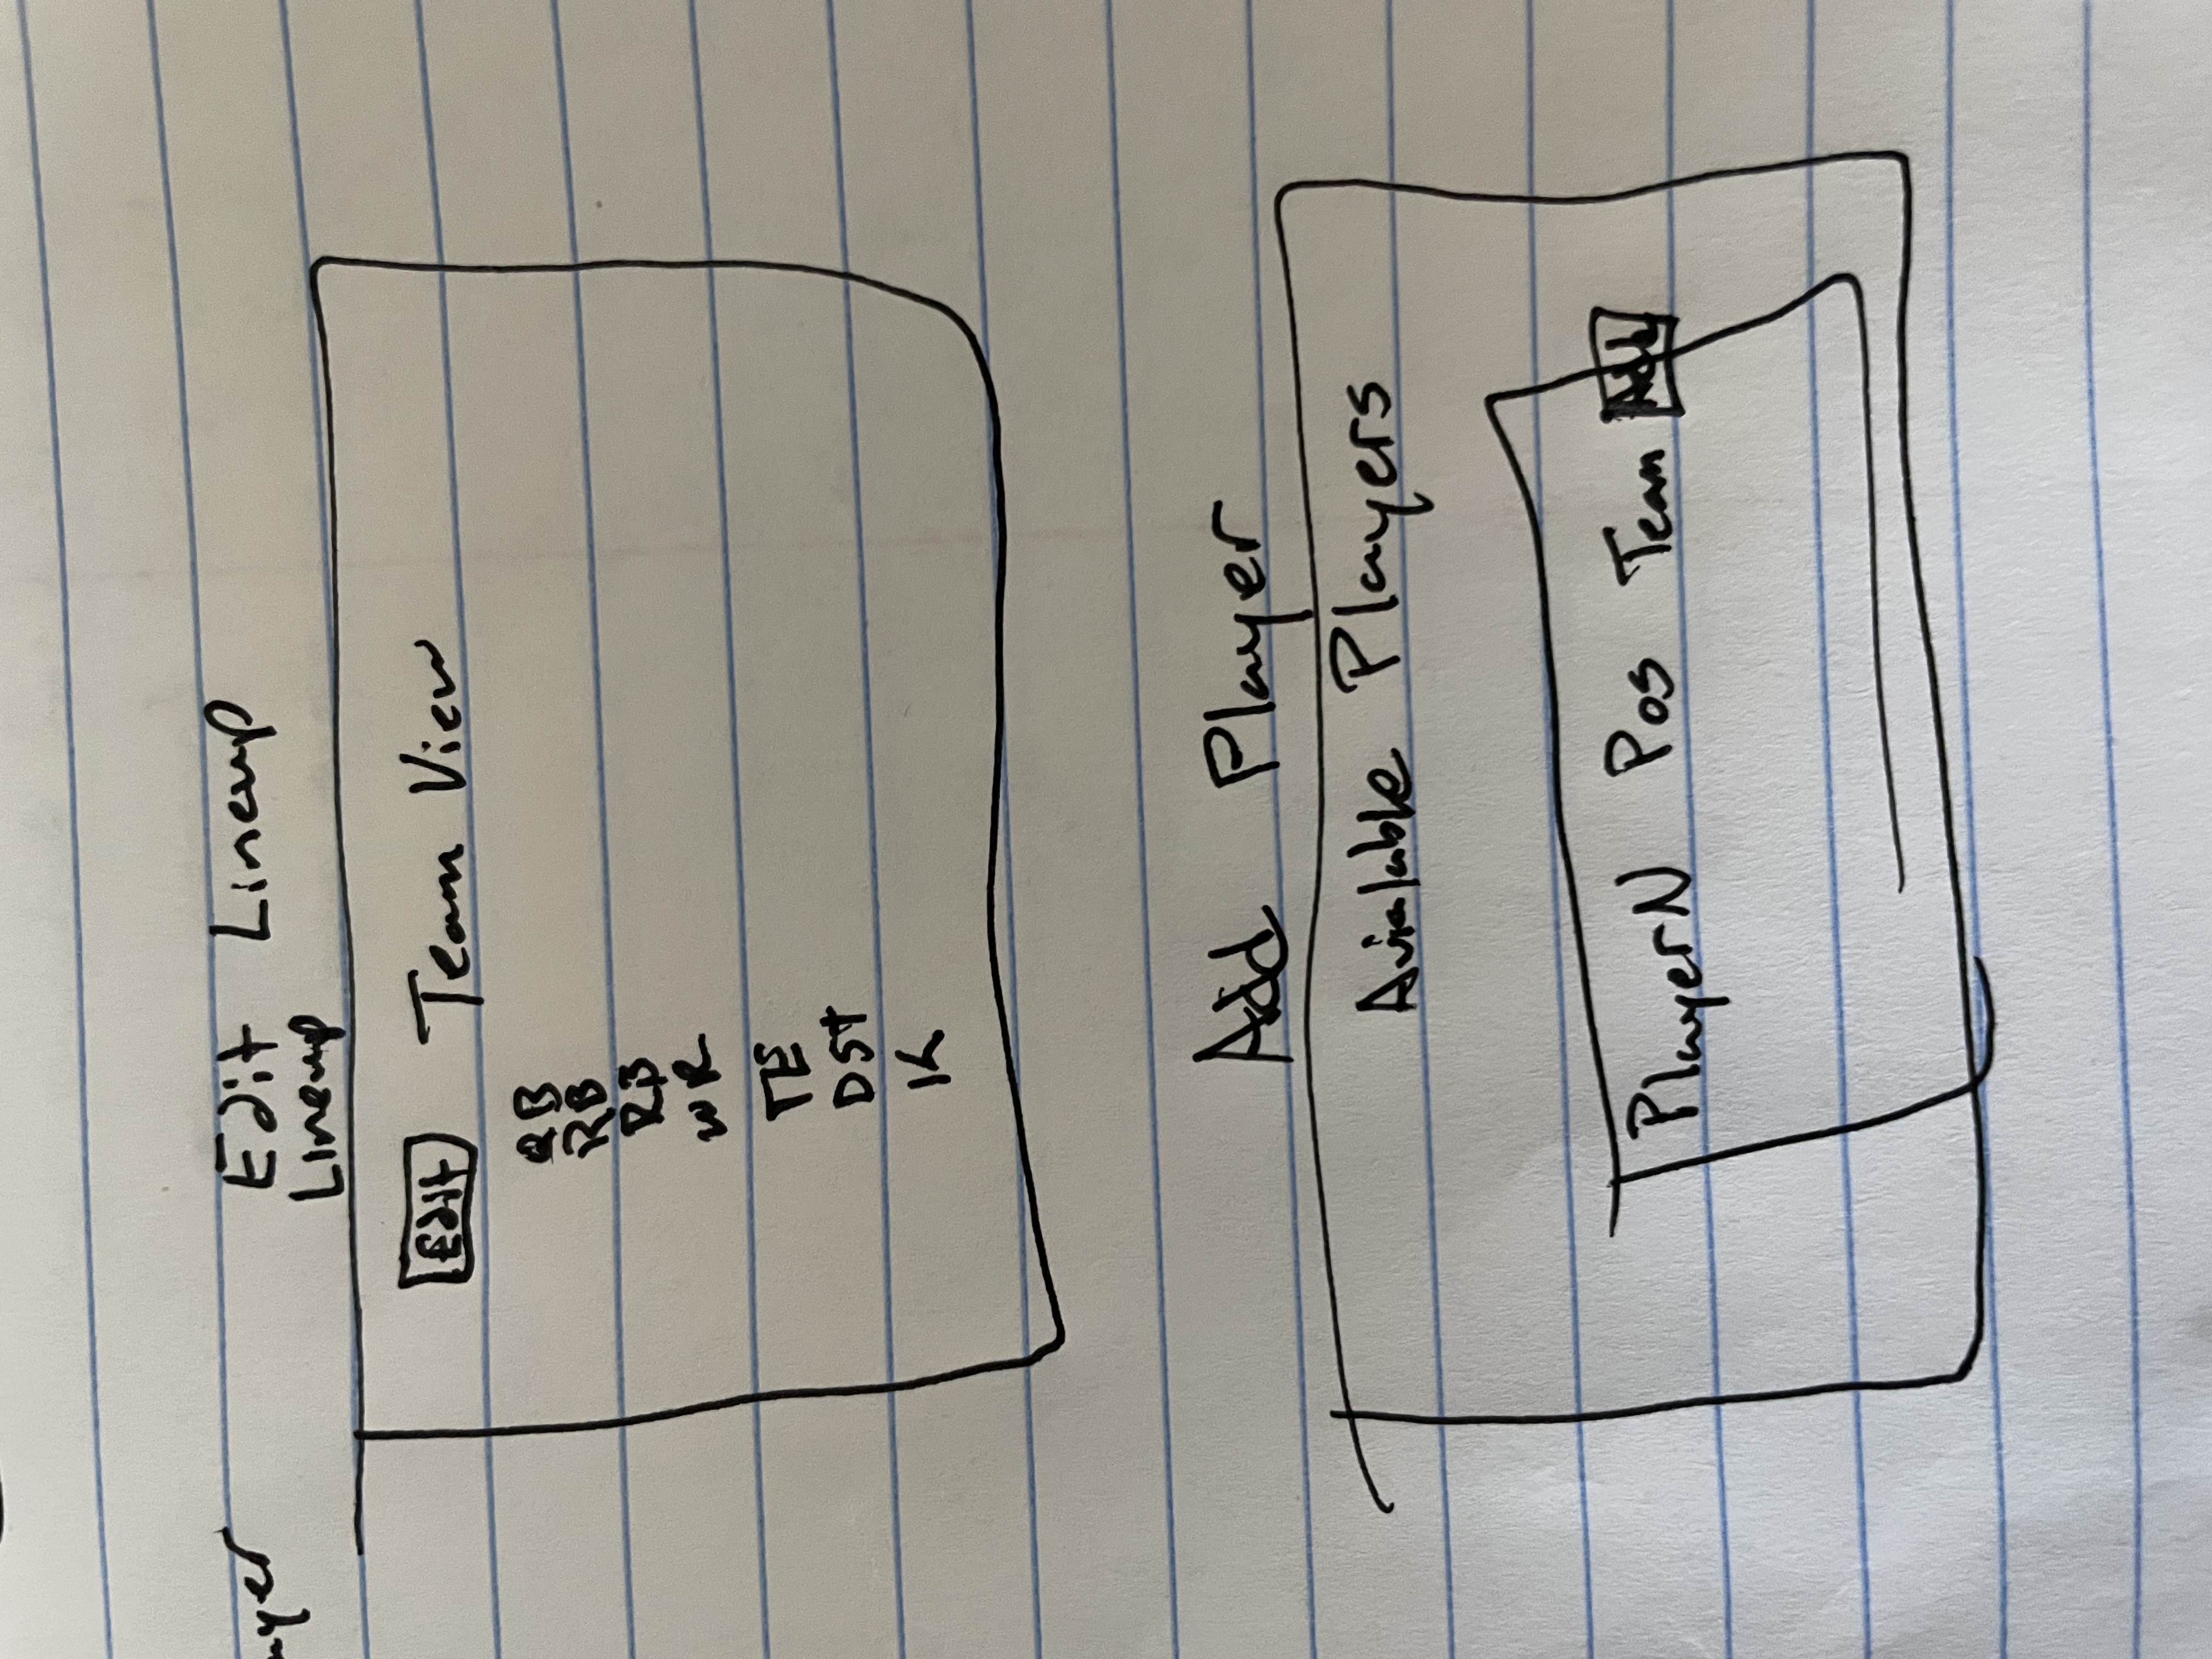 ayer
Edit Lineup
Lineup
Edit Team View
QB
RB
RB
WR
TE
DST
K
Add Player
Avialable Players
PlayerN Pos Team Add